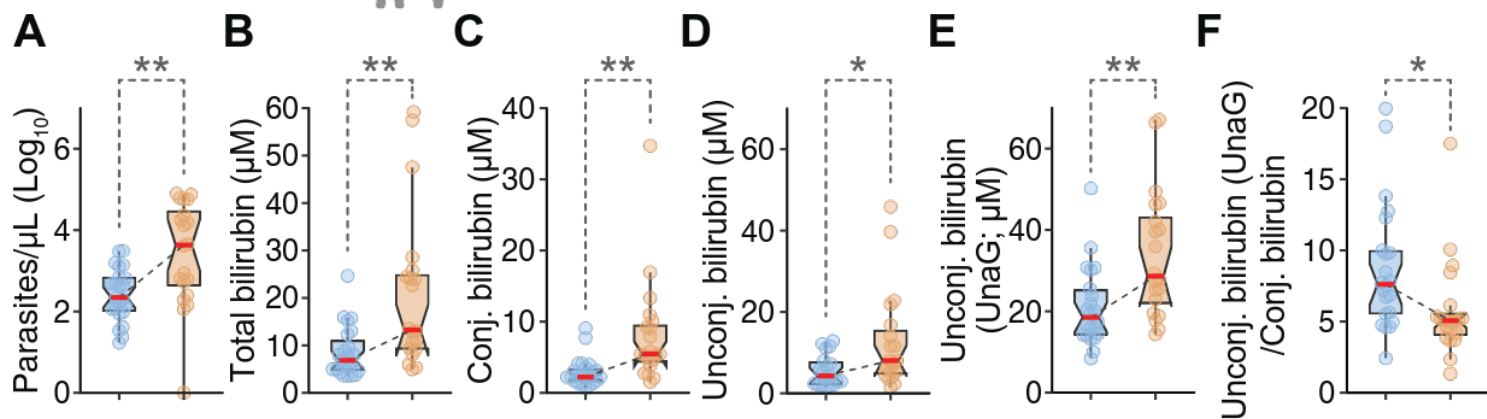 A
B
C
D
E
F
**
**
**
*
**
*
Parasites/µL (Log10)
6
4
2
0
Total bilirubin (µM)
60
50
40
30
20
10
0
Conj. bilirubin (µM)
40
30
20
10
0
Unconj. bilirubin (µM)
60
40
20
0
Unconj. bilirubin
(UnaG; µM)
60
40
20
0
Unconj. bilirubin (UnaG)
/Conj. bilirubin
20
15
10
5
0